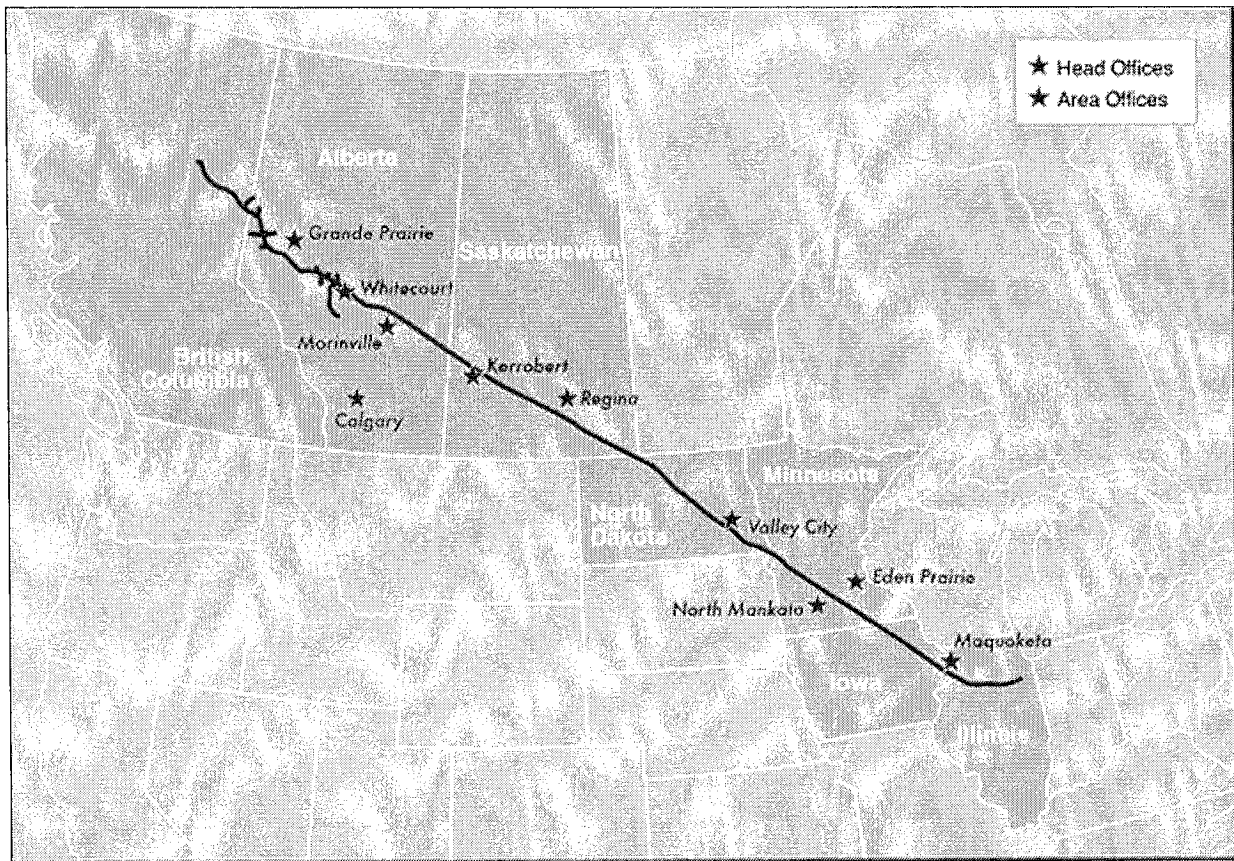 Head Offices
Area Offices
Alberta
Grande Prairie
Saskatchewan
Whitecourt
Morinville
British
Columbia
Kerrobert
Regina
Calgary
Minnesota
North
Dakota
Valley City
Eden Prairie
North Mankato
Maquoketa
Iowa
Illinois